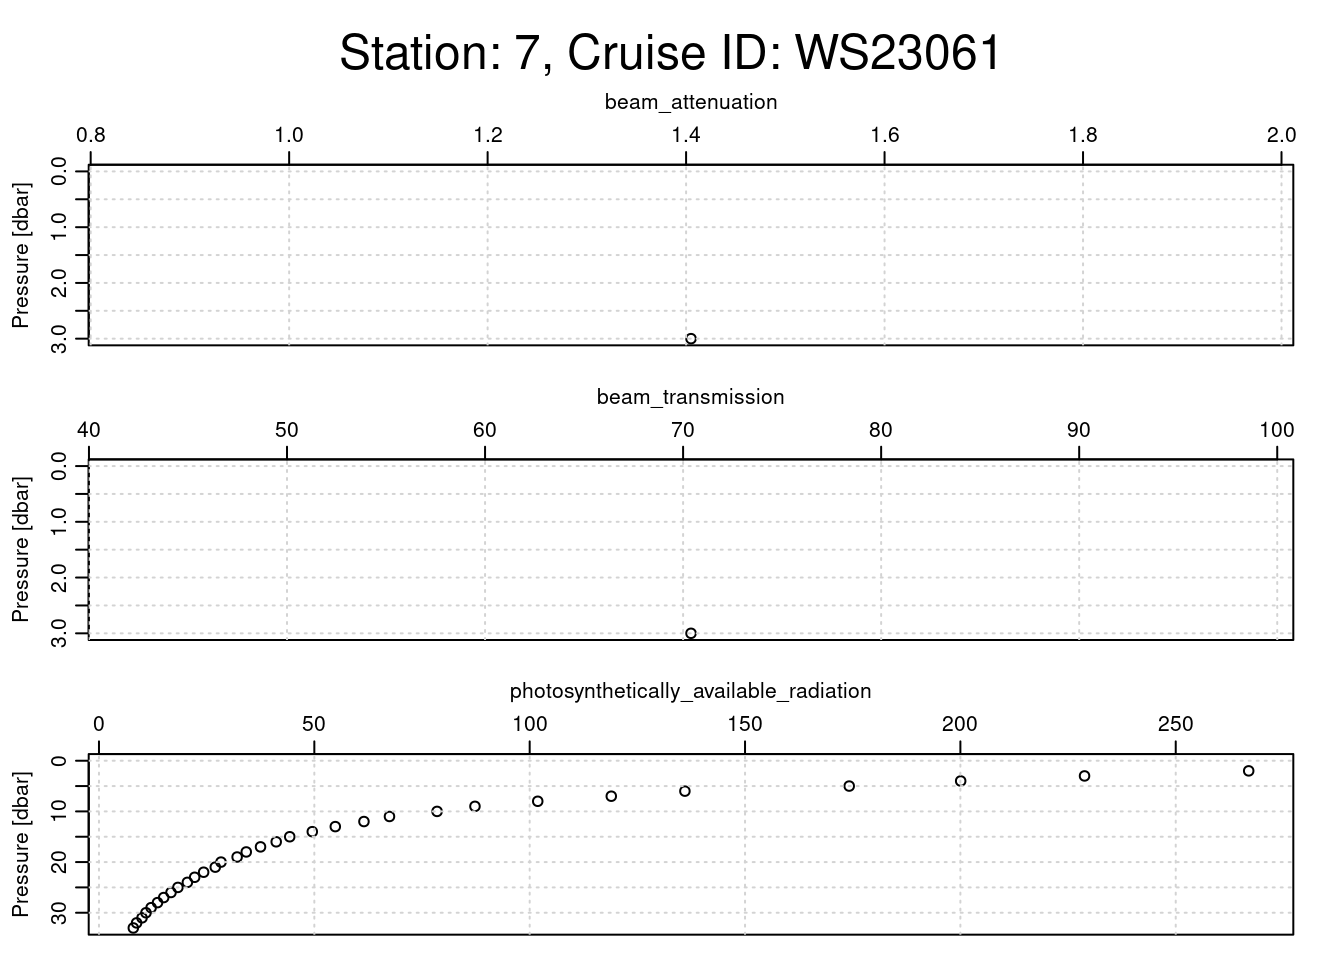 Station: 7, Cruise ID: WS23061
beam_attenuation
0.8 1.0 1.2 1.4 1.6 1.8 2.0
Pressure [dbar]
0.0 1.0 2.0 3.0
beam_transmission
40 50 60 70 80 90 100
Pressure [dbar]
0.0 1.0 2.0 3.0
photosynthetically_available_radiation
0 50 100 150 200 250
Pressure [dbar]
0 10 20 30